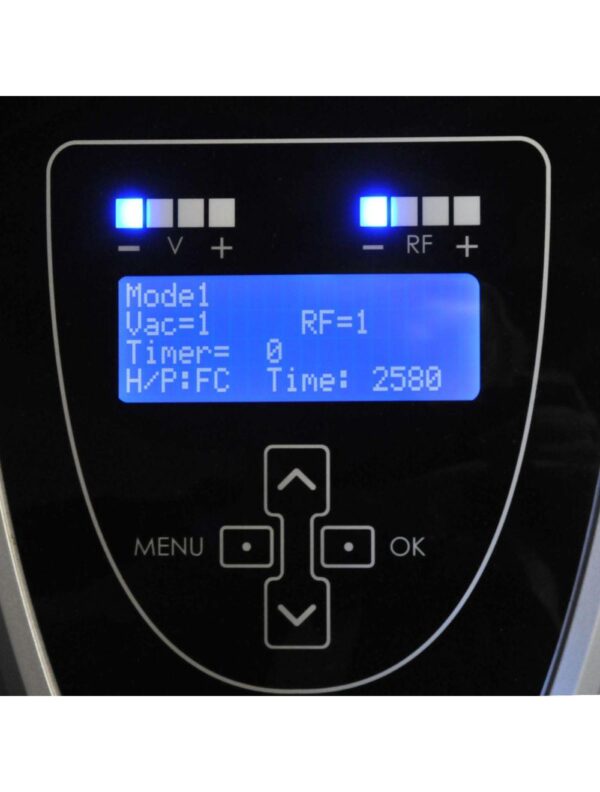 − V + − RF +
Mode1
Vac=1 RF=1
Timer= 0
H/P:FC Time: 2580
MENU OK